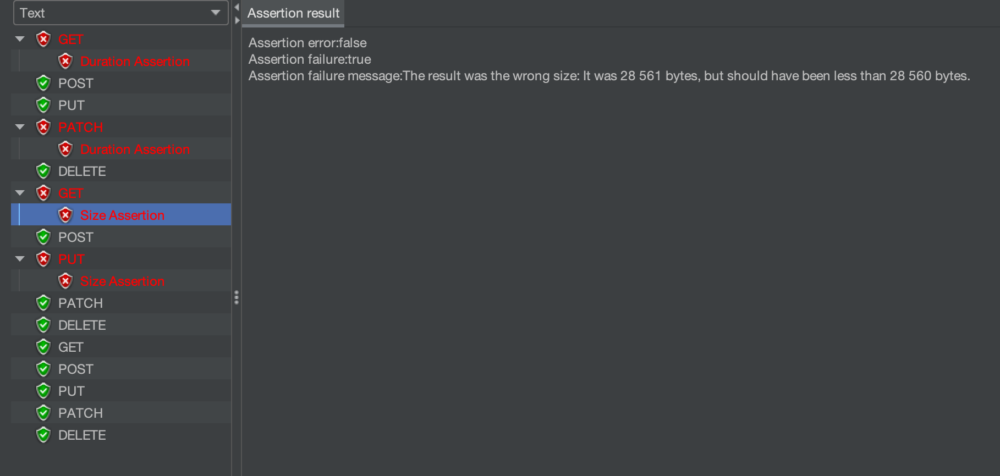 Text
GET
Duration Assertion
POST
PUT
PATCH
Duration Assertion
DELETE
GET
Size Assertion
POST
PUT
Size Assertion
PATCH
DELETE
GET
POST
PUT
PATCH
DELETE
Assertion result
Assertion error:false
Assertion failure:true
Assertion failure message:The result was the wrong size: It was 28 561 bytes, but should have been less than 28 560 bytes.